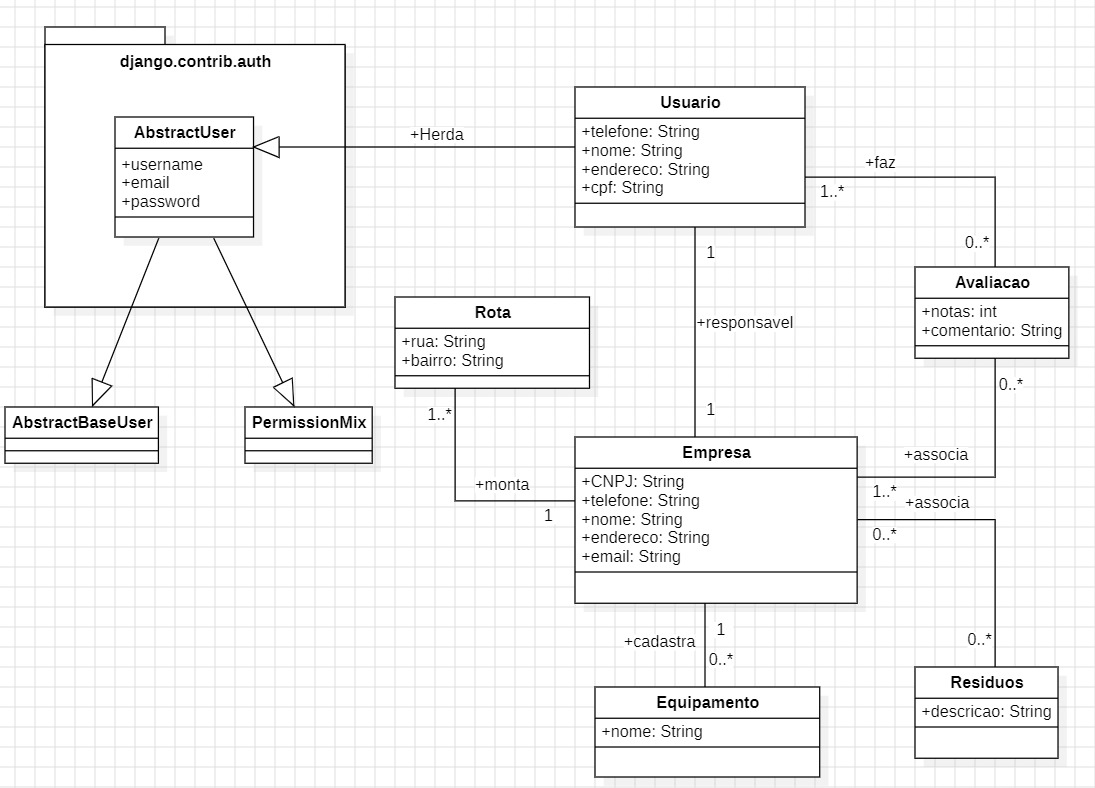 django.contrib.auth
AbstractUser
+username
+email
+password
+Herda
Usuario
+telefone: String
+nome: String
+endereco: String
+cpf: String
+faz
1..*
0..*
Avaliacao
+notas: int
+comentario: String
0..*
1
+responsavel
1
Rota
+rua: String
+bairro: String
1..*
+monta
1
AbstractBaseUser
PermissionMix
Empresa
+CNPJ: String
+telefone: String
+nome: String
+endereco: String
+email: String
+associa
1..*
+associa
0..*
0..*
+cadastra
1
0..*
Equipamento
+nome: String
Residuos
+descricao: String